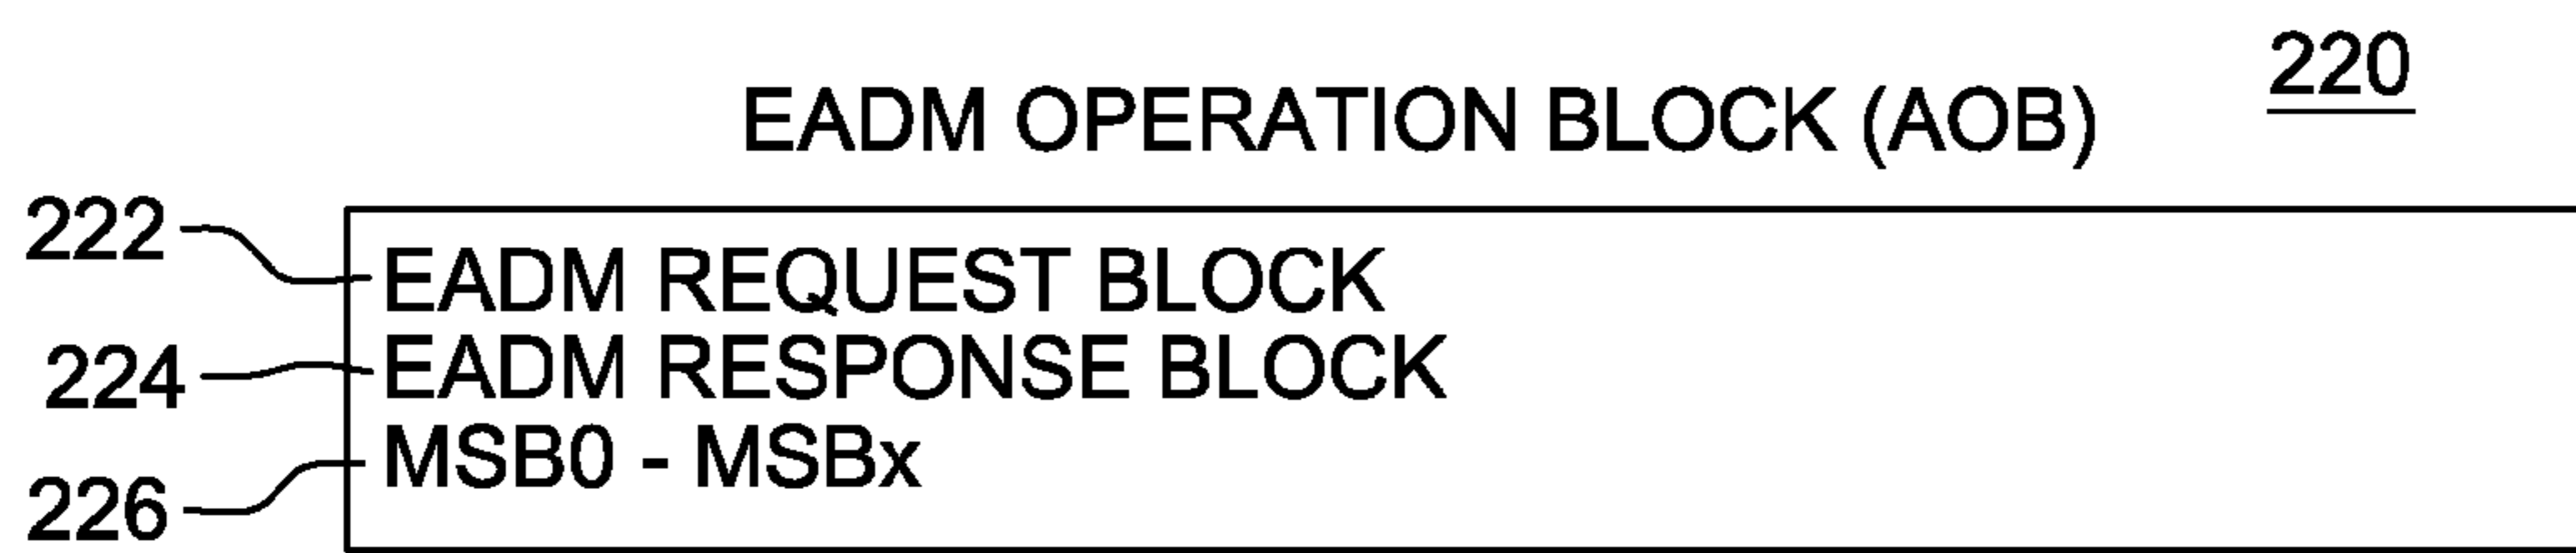 220
EADM OPERATION BLOCK (AOB)
222 EADM REQUEST BLOCK
224 EADM RESPONSE BLOCK
226 MSB0 - MSBx